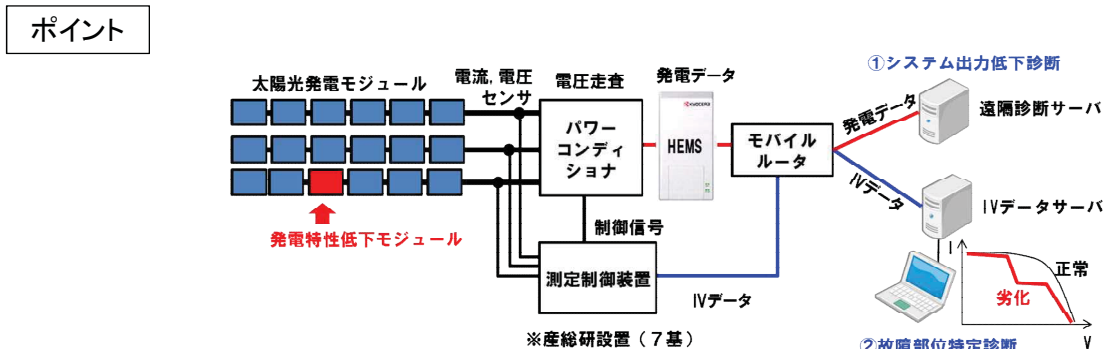 ポイント
①システム出力低下診断
太陽光発電モジュール
電流,電圧
センサ
電圧走査
発電データ
発電データ
遠隔診断サーバ
パワー
コンディ
ショナ
KYOCERA
HEMS
モバイル
ルータ
IVデータ
IVデータサーバ
発電特性低下モジュール
制御信号
測定制御装置
IVデータ
I
正常
劣化
V
※産総研設置(7基)
②故障部位特定診断